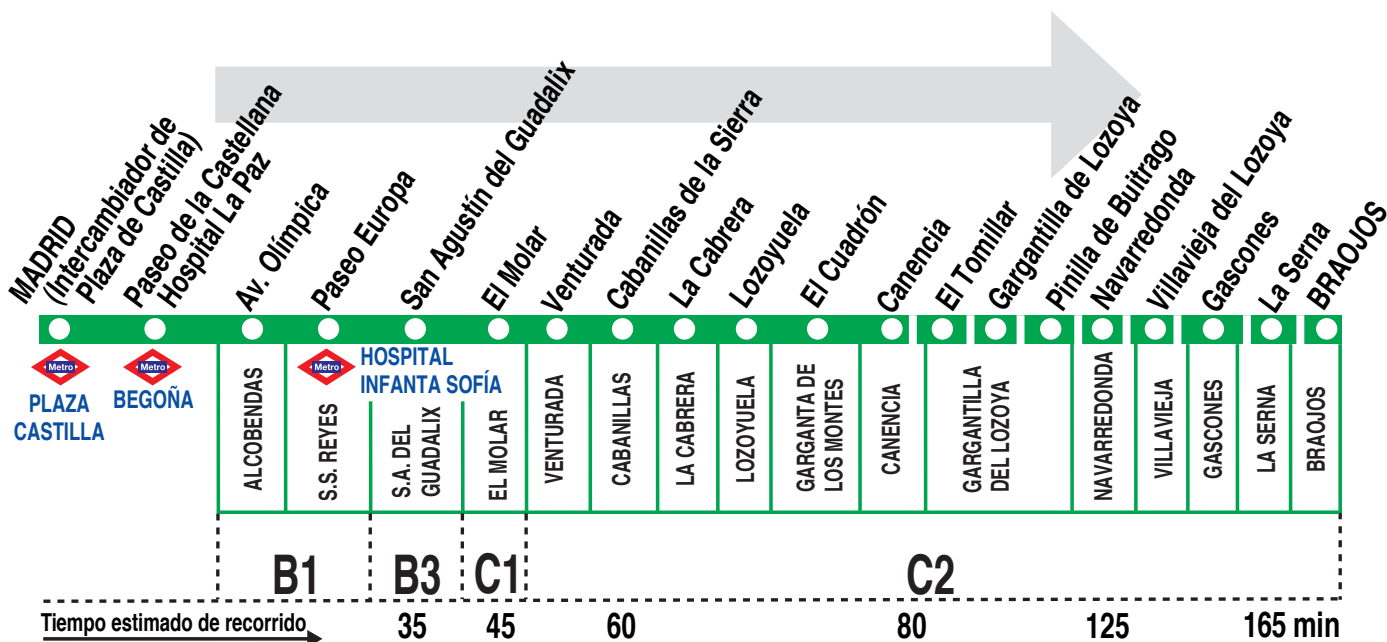 MADRID
(Intercambiador de
Plaza de Castilla)
Paseo de la Castellana
Hospital La Paz
Av. Olímpica
Paseo Europa
San Agustín del Guadalix
El Molar
Venturada
Cabanillas de la Sierra
La Cabrera
Lozoyuela
El Cuadrón
Canencia
El Tomillar
Gargantilla de Lozoya
Pinilla de Buitrago
Navarredonda
Villavieja del Lozoya
Gascones
La Serna
BRAOJOS
Metro
PLAZA
CASTILLA
Metro
BEGOÑA
Metro
HOSPITAL
INFANTA SOFÍA
ALCOBENDAS
S.S. REYES
S.A. DEL
GUADALIX
EL MOLAR
VENTURADA
CABANILLAS
LA CABRERA
LOZOYUELA
GARGANTA DE
LOS MONTES
CANENCIA
GARGANTILLA
DEL LOZOYA
NAVARREDONDA
VILLAVIEJA
GASCONES
LA SERNA
BRAOJOS
B1
B3
C1
C2
Tiempo estimado de recorrido
35
45
60
80
125
165 min